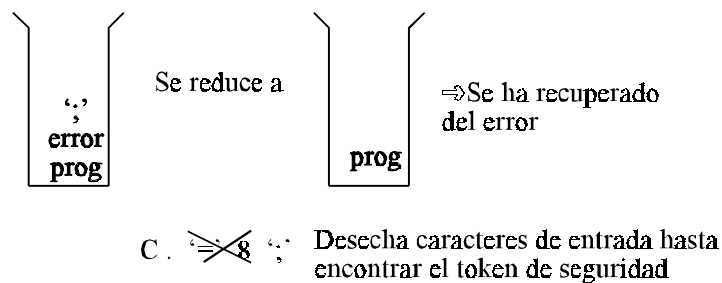 Se reduce a
⇨Se ha recuperado
del error
‘;’
error
prog
prog
C . ‘=’ 8 ‘;’ Desecha caracteres de entrada hasta
encontrar el token de seguridad